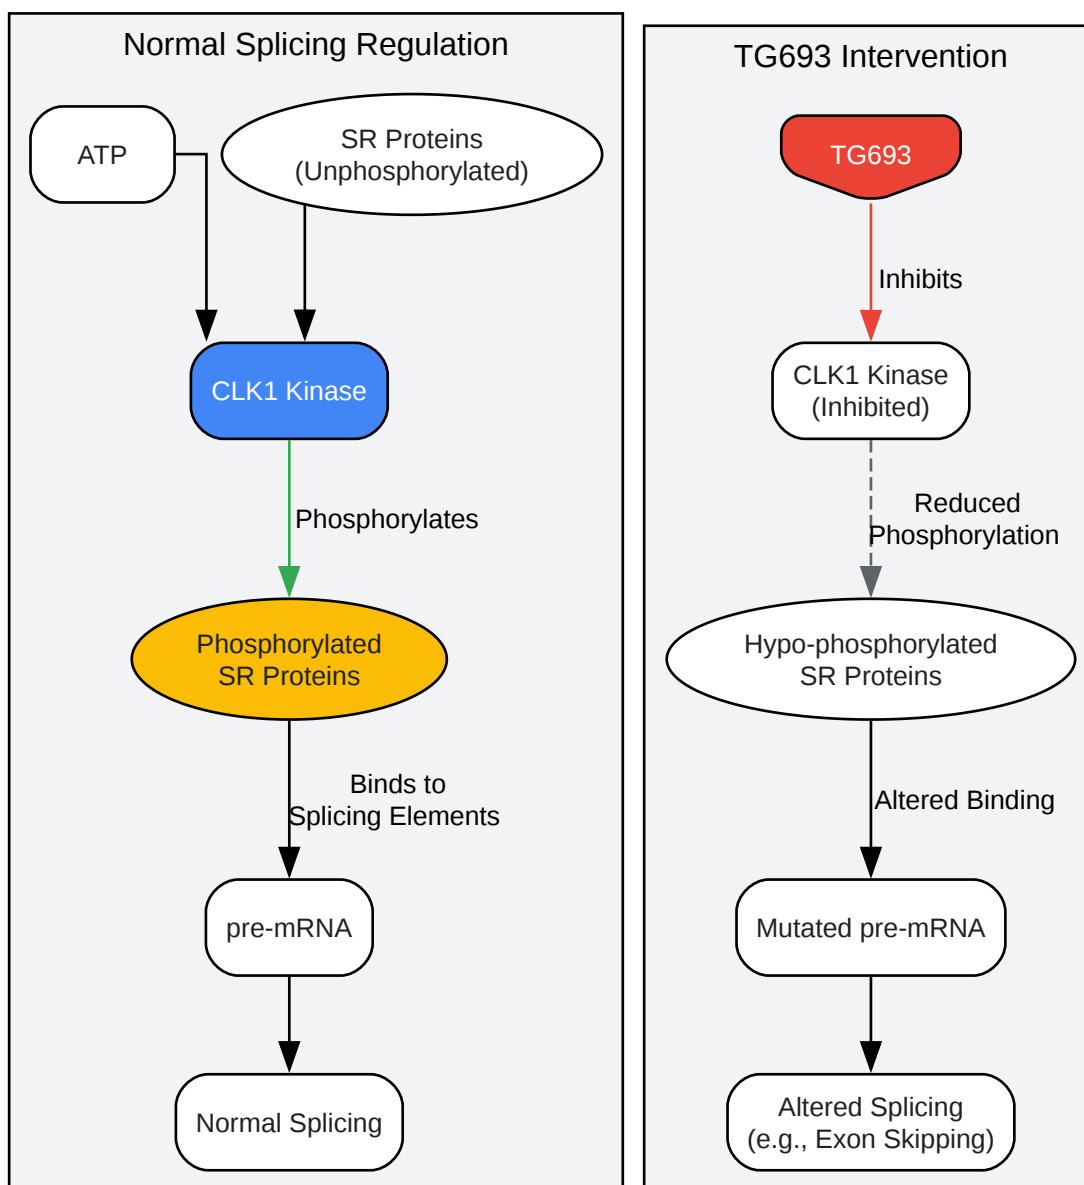 Normal Splicing Regulation
ATP
SR Proteins
(Unphosphorylated)
CLK1 Kinase
Phosphorylates
Phosphorylated
SR Proteins
Binds to
Splicing Elements
pre-mRNA
Normal Splicing
TG693 Intervention
TG693
Inhibits
CLK1 Kinase
(Inhibited)
Reduced
Phosphorylation
Hypo-phosphorylated
SR Proteins
Altered Binding
Mutated pre-mRNA
Altered Splicing
(e.g., Exon Skipping)